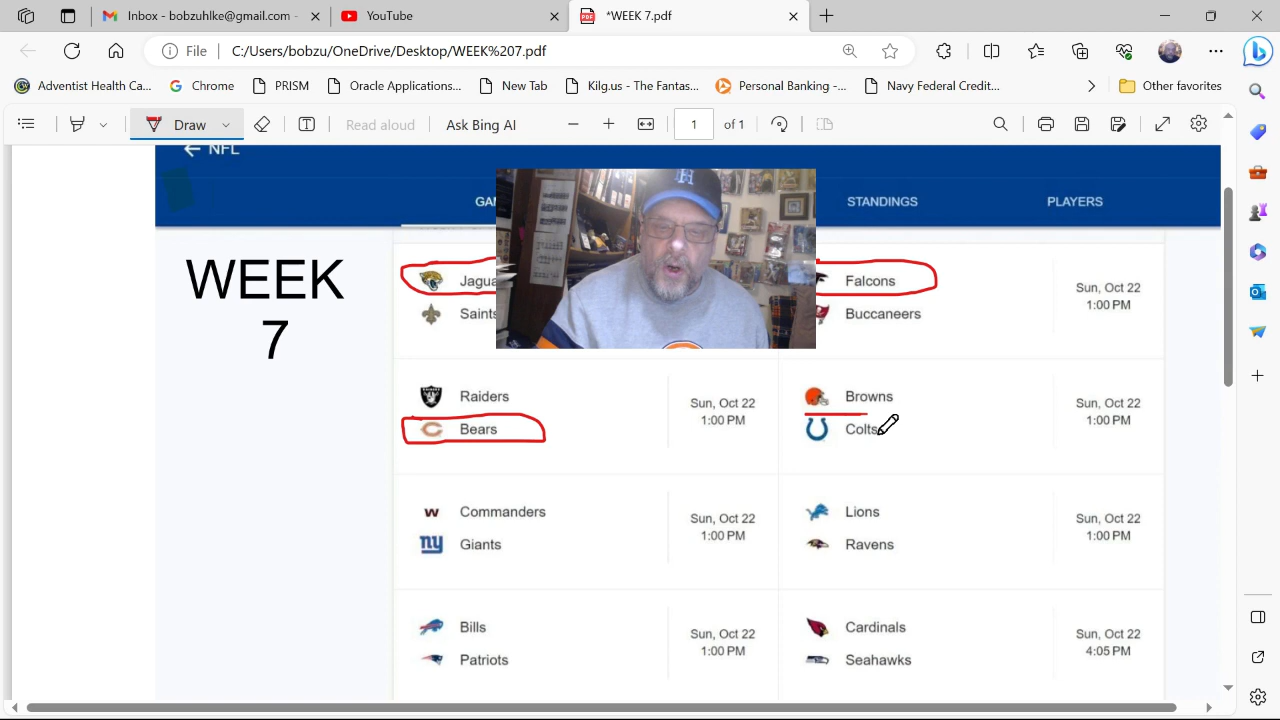 Inbox - bobzuhlke@gmail.com -
YouTube
*WEEK 7.pdf
File
C:/Users/bobzu/OneDrive/Desktop/WEEK%207.pdf
Adventist Health Ca...
Chrome
PRISM
Oracle Applications...
New Tab
Kilg.us - The Fantas...
Personal Banking -...
Navy Federal Credit...
Other favorites
Draw
Read aloud
Ask Bing AI
1
of 1
NFL
STANDINGS
PLAYERS
WEEK
7
Saints
Falcons
Buccaneers
Sun, Oct 22
1:00 PM
Raiders
Bears
Sun, Oct 22
1:00 PM
Browns
Colts
Sun, Oct 22
1:00 PM
W
Commanders
ny
Giants
Sun, Oct 22
1:00 PM
Lions
Ravens
Sun, Oct 22
1:00 PM
Bills
Patriots
Sun, Oct 22
1:00 PM
Cardinals
Seahawks
Sun, Oct 22
4:05 PM